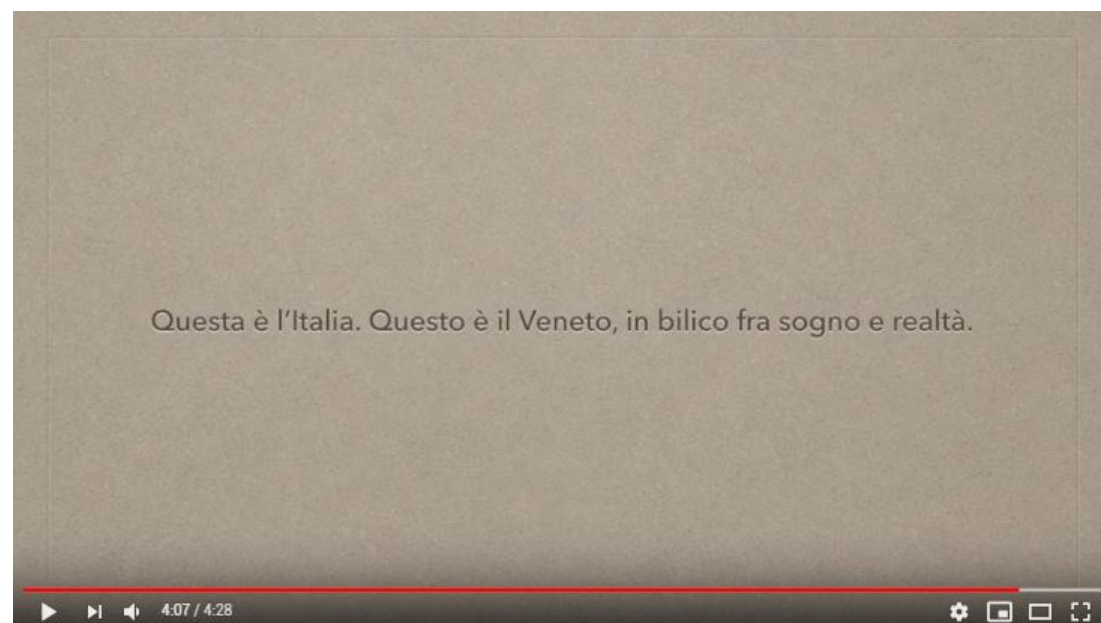 Questa è l'Italia. Questo è il Veneto, in bilico fra sogno e realtà.
4:07 / 4:28